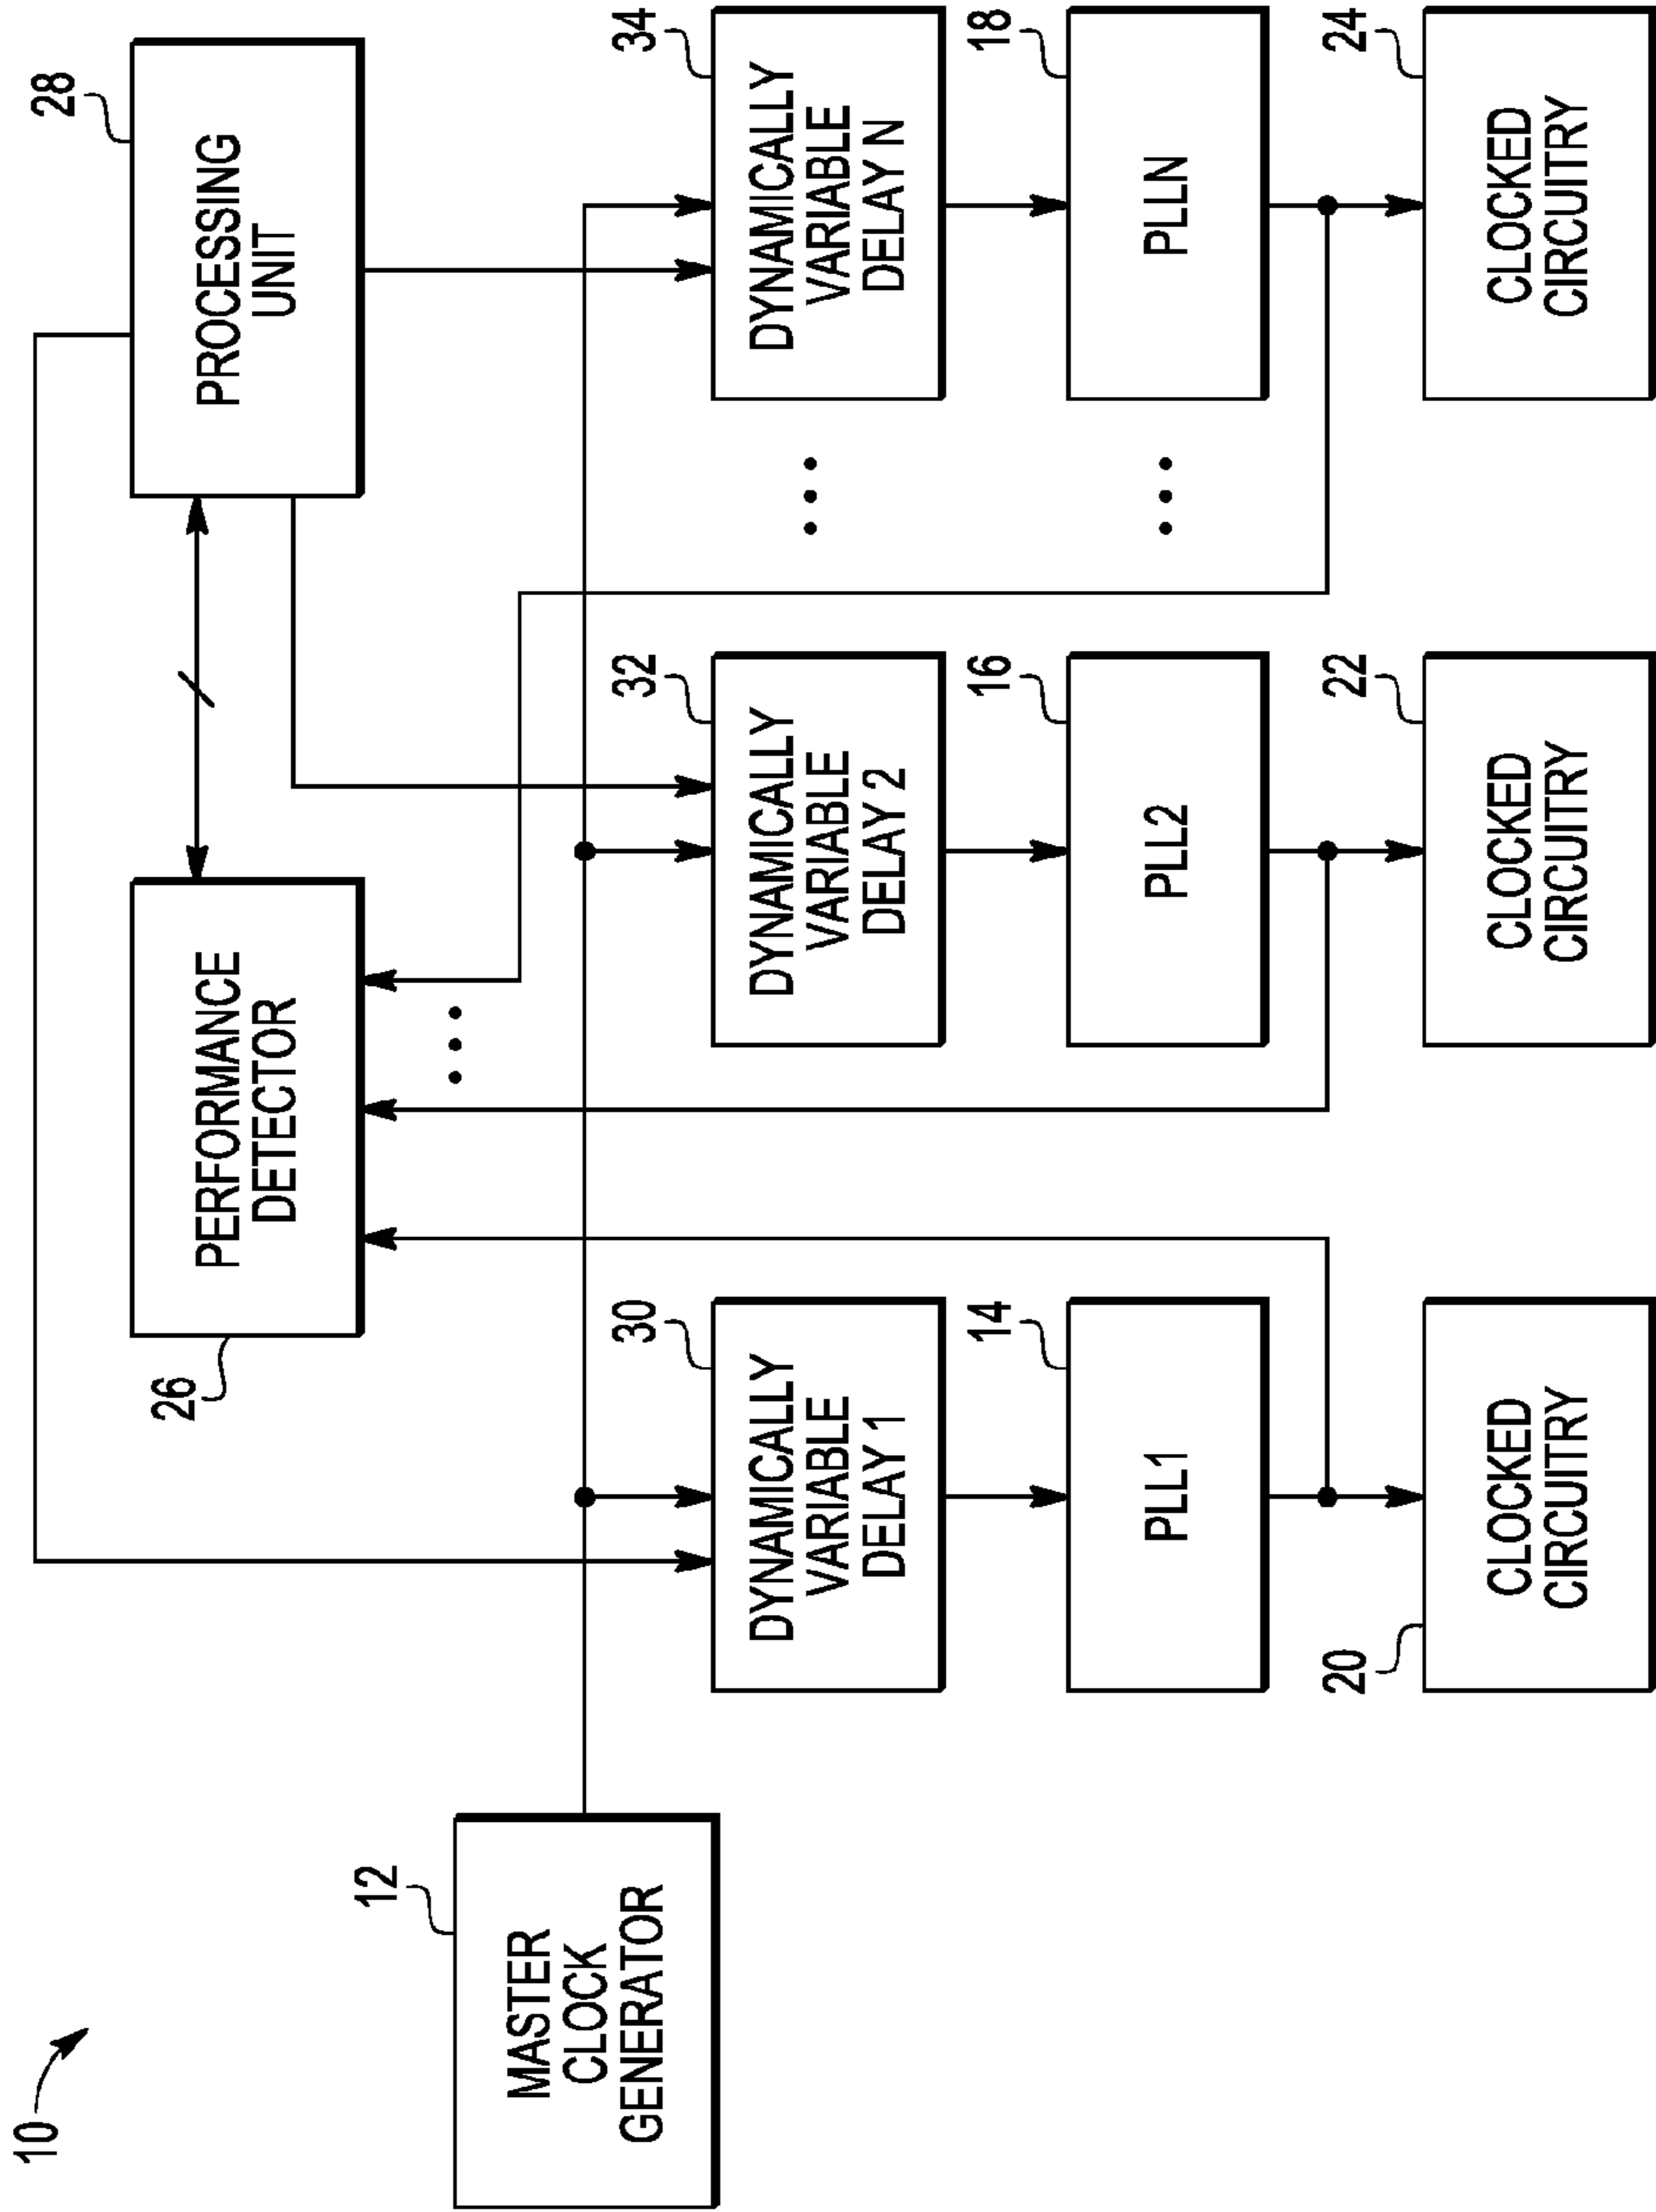 10
28
PROCESSING
UNIT
26
PERFORMANCE
DETECTOR
12
MASTER
CLOCK
GENERATOR
30
DYNAMICALLY
VARIABLE
DELAY 1
32
DYNAMICALLY
VARIABLE
DELAY 2
• • •
34
DYNAMICALLY
VARIABLE
DELAY N
14
PLL1
16
PLL2
• • •
18
PLLN
20
CLOCKED
CIRCUITRY
22
CLOCKED
CIRCUITRY
24
CLOCKED
CIRCUITRY